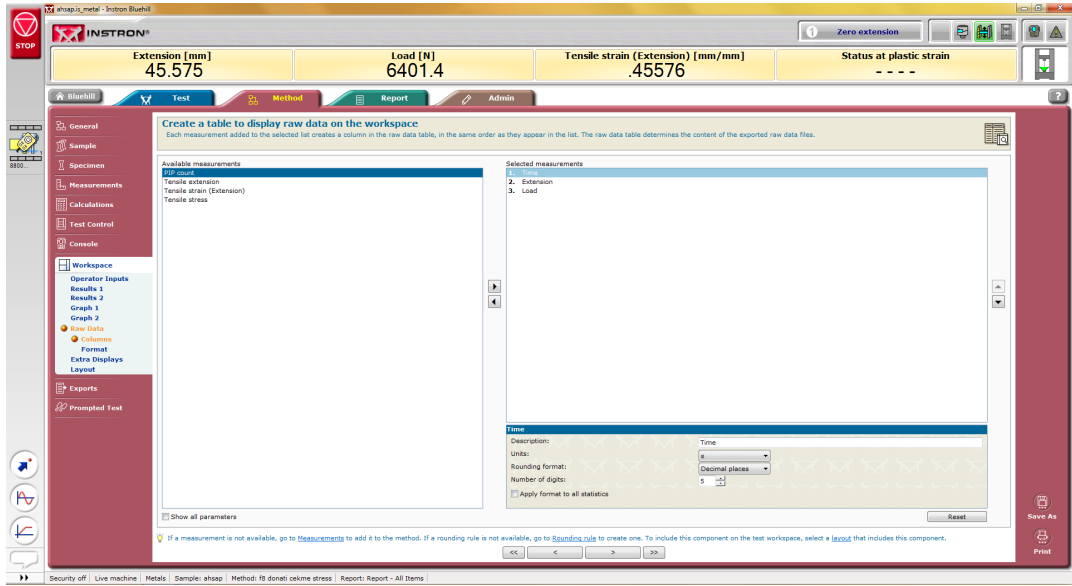 ahsap.is_metal - Instron Bluehill
STOP
INSTRON®
1 Zero extension
Extension [mm]
45.575
Load [N]
6401.4
Tensile strain (Extension) [mm/mm]
.45576
Status at plastic strain
- - - -
Bluehill
Test
Method
Report
Admin
?
8800...
General
Sample
Specimen
Measurements
Calculations
Test Control
Console
Workspace
Operator Inputs
Results 1
Results 2
Graph 1
Graph 2
Raw Data
Columns
Format
Extra Displays
Layout
Exports
Prompted Test
Create a table to display raw data on the workspace
Each measurement added to the selected list creates a column in the raw data table, in the same order as they appear in the list. The raw data table determines the content of the exported raw data files.
Available measurements
PIP count
Tensile extension
Tensile strain (Extension)
Tensile stress
Show all parameters
Selected measurements
1. Time
2. Extension
3. Load
Time
Description: Time
Units: s
Rounding format: Decimal places
Number of digits: 5
Apply format to all statistics
Reset
If a measurement is not available, go to Measurements to add it to the method. If a rounding rule is not available, go to Rounding rule to create one. To include this component on the test workspace, select a layout that includes this component.
<< < > >>
Save As
Print
Security off Live machine Metals Sample: ahsap Method: f8 donati cekme stress Report: Report - All Items